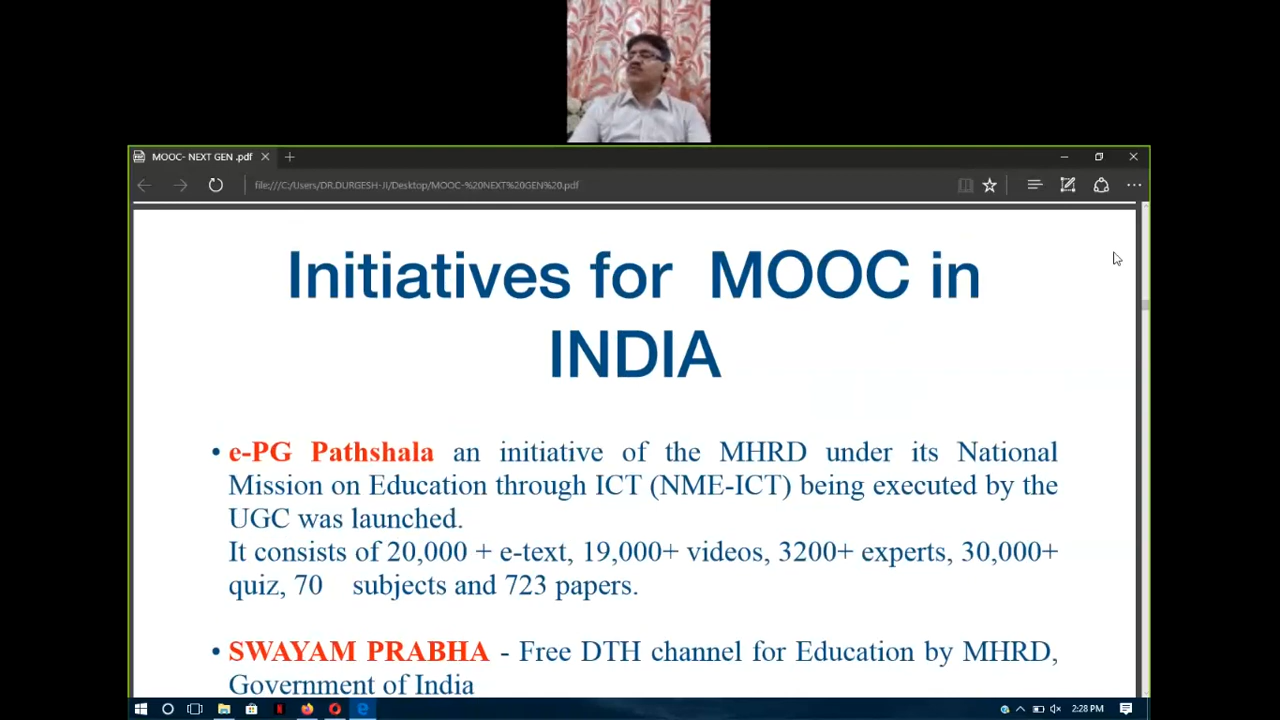 MOOC- NEXT GEN .pdf
file:///C:/Users/DR.DURGESH-JI/Desktop/MOOC-%20NEXT%20GEN%20.pdf
Initiatives for MOOC in
INDIA
• e-PG Pathshala an initiative of the MHRD under its National
Mission on Education through ICT (NME-ICT) being executed by the
UGC was launched.
It consists of 20,000 + e-text, 19,000+ videos, 3200+ experts, 30,000+
quiz, 70 subjects and 723 papers.
• SWAYAM PRABHA - Free DTH channel for Education by MHRD,
Government of India
2:28 PM